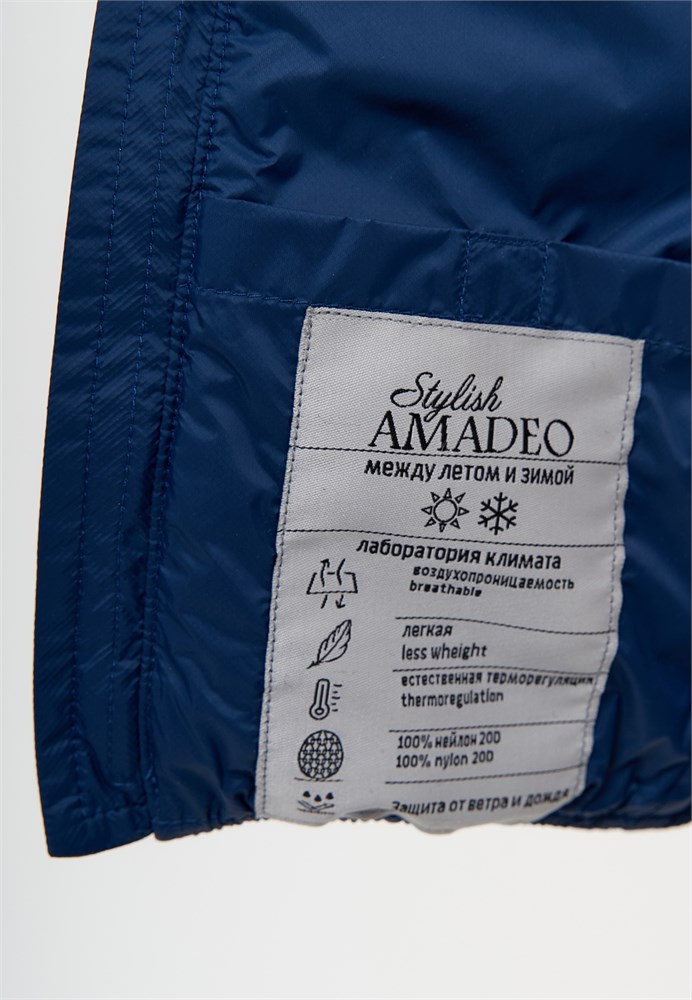 Stylish
AMADEO
между летом и зимой
лаборатория климата
воздухопроницаемость
breathable
легкая
less wheight
естественная терморегуляция
thermoregulation
100% нейлон 20D
100% nylon 20D
Защита от ветра и дождя